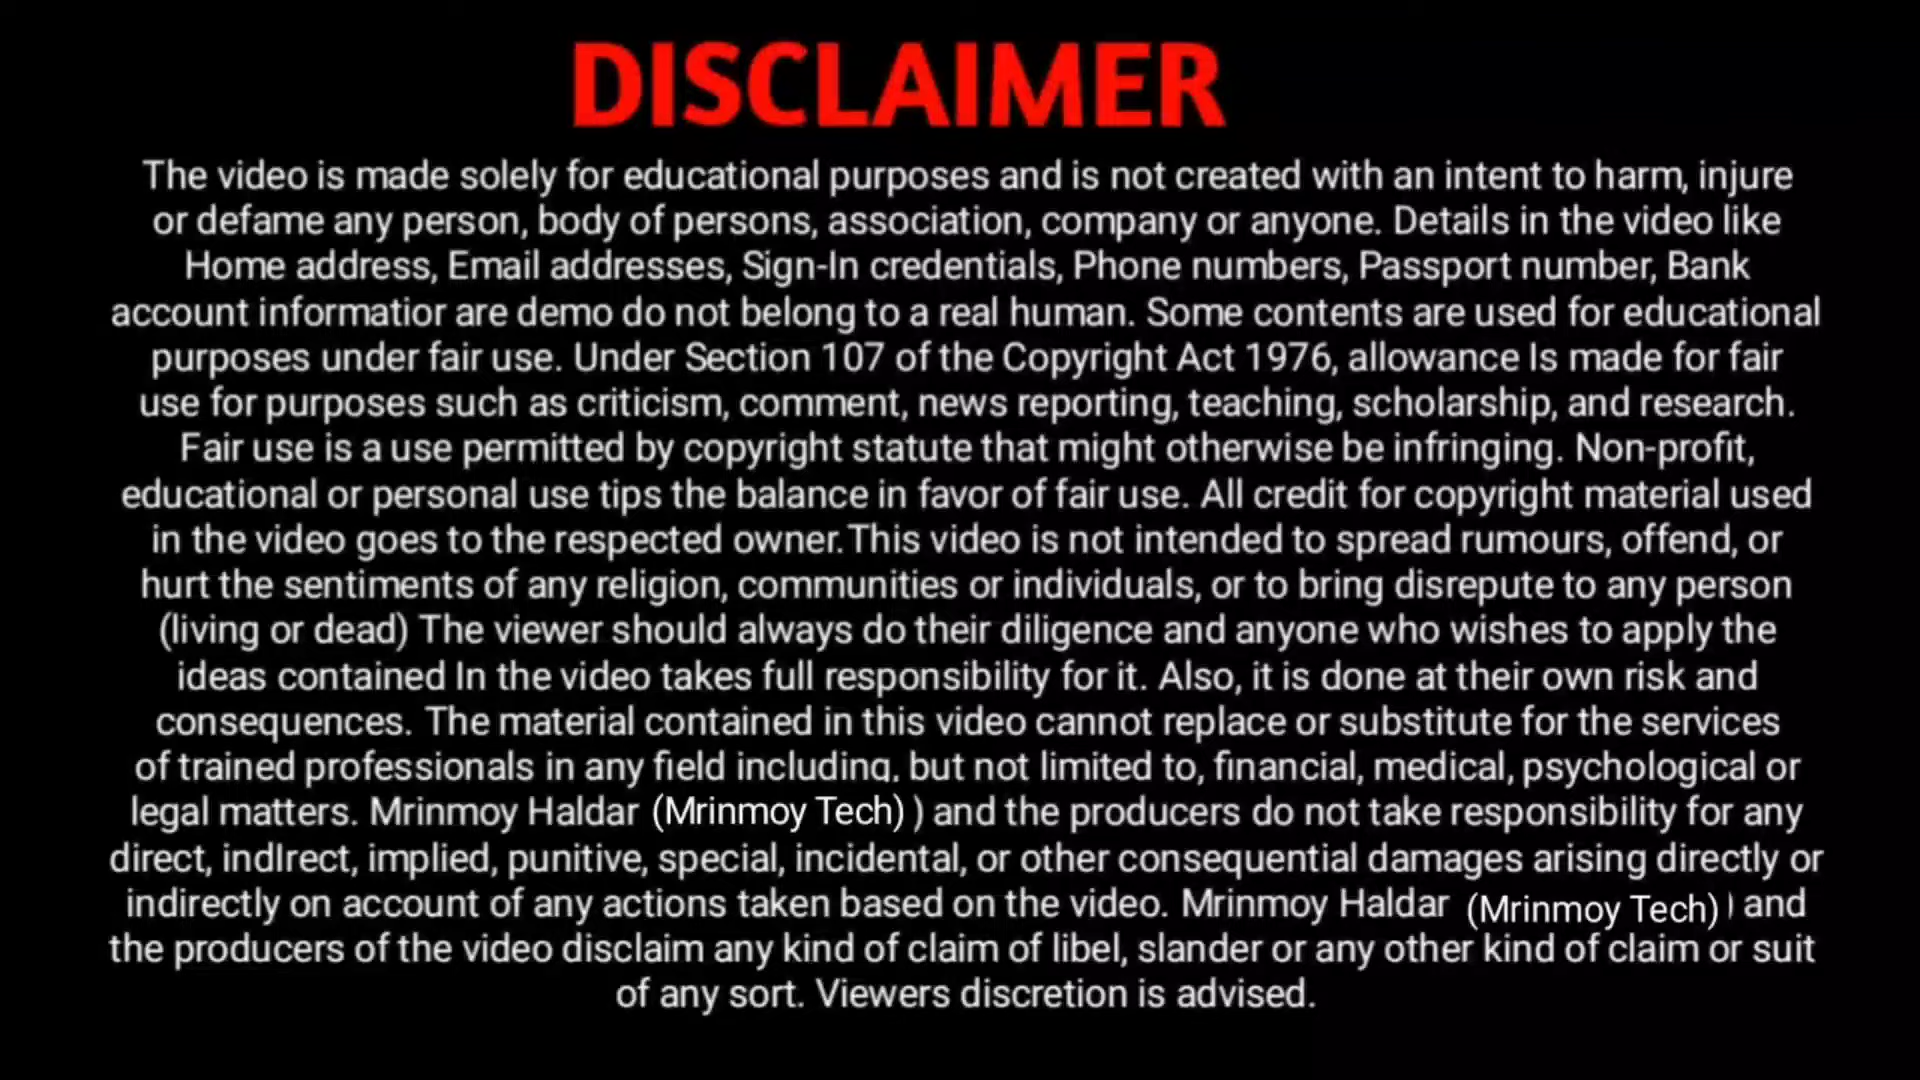 DISCLAIMER
The video is made solely for educational purposes and is not created with an intent to harm, injure
or defame any person, body of persons, association, company or anyone. Details in the video like
Home address, Email addresses, Sign-In credentials, Phone numbers, Passport number, Bank
account informatior are demo do not belong to a real human. Some contents are used for educational
purposes under fair use. Under Section 107 of the Copyright Act 1976, allowance Is made for fair
use for purposes such as criticism, comment, news reporting, teaching, scholarship, and research.
Fair use is a use permitted by copyright statute that might otherwise be infringing. Non-profit,
educational or personal use tips the balance in favor of fair use. All credit for copyright material used
in the video goes to the respected owner.This video is not intended to spread rumours, offend, or
hurt the sentiments of any religion, communities or individuals, or to bring disrepute to any person
(living or dead) The viewer should always do their diligence and anyone who wishes to apply the
ideas contained In the video takes full responsibility for it. Also, it is done at their own risk and
consequences. The material contained in this video cannot replace or substitute for the services
of trained professionals in any field including, but not limited to, financial, medical, psychological or
legal matters. Mrinmoy Haldar (Mrinmoy Tech) ) and the producers do not take responsibility for any
direct, indIrect, implied, punitive, special, incidental, or other consequential damages arising directly or
indirectly on account of any actions taken based on the video. Mrinmoy Haldar (Mrinmoy Tech) ) and
the producers of the video disclaim any kind of claim of libel, slander or any other kind of claim or suit
of any sort. Viewers discretion is advised.